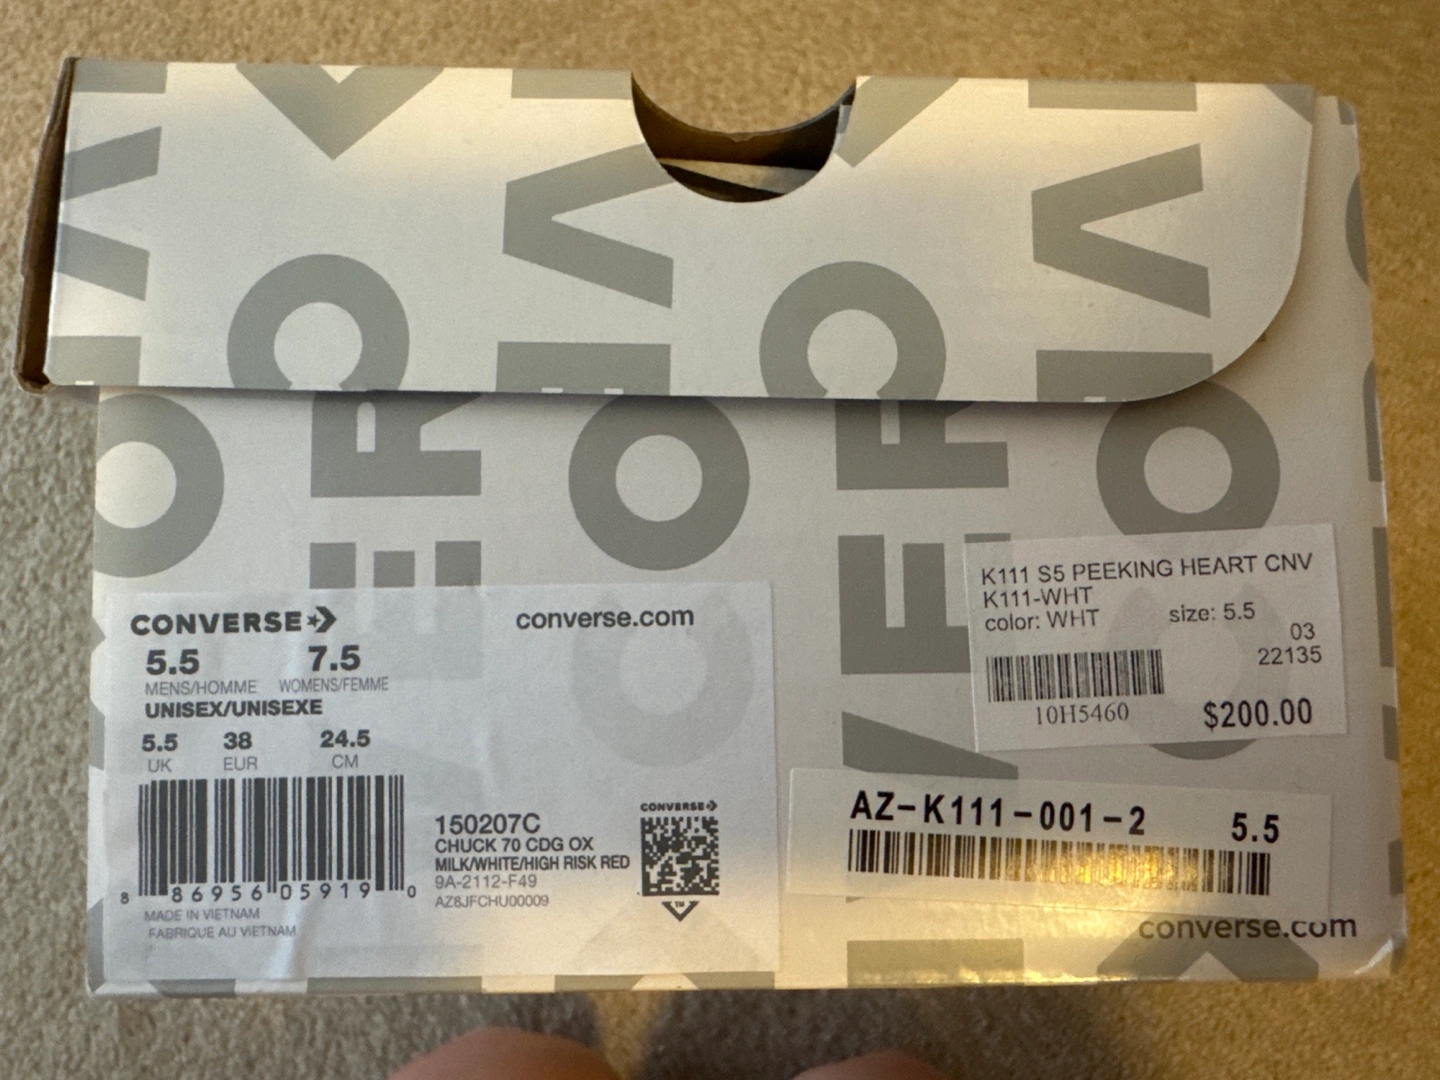 CONVERSE
converse.com
5.5 7.5
MENS/HOMME WOMENS/FEMME
UNISEX/UNISEXE
5.5 38 24.5
UK EUR CM
8 86956 05919 0
MADE IN VIETNAM
FABRIQUE AU VIETNAM
150207C
CHUCK 70 CDG OX
MILK/WHITE/HIGH RISK RED
9A-2112-F49
AZ8JFCHU00009
CONVERSE
TM
K111 S5 PEEKING HEART CNV
K111-WHT
color: WHT size: 5.5
03
22135
10H5460
$200.00
AZ-K111-001-2 5.5
converse.com